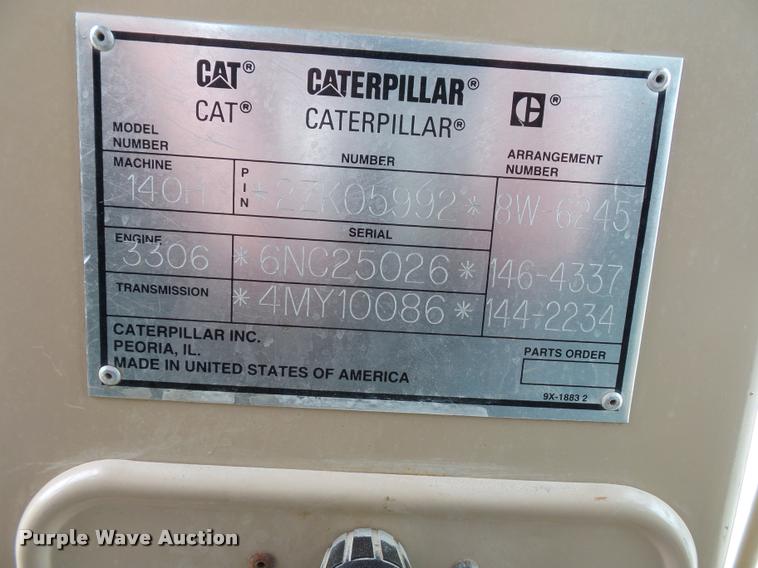 CAT® CATERPILLAR® ®
CAT® CATERPILLAR®
MODEL NUMBER NUMBER ARRANGEMENT NUMBER
MACHINE
140H PIN *2ZK05992* 8W-6245
SERIAL
ENGINE
3306 *6NC25026* 146-4337
TRANSMISSION *4MY10086* 144-2234
CATERPILLAR INC.
PEORIA, IL. PARTS ORDER
MADE IN UNITED STATES OF AMERICA
9X-1883 2
Purple Wave Auction